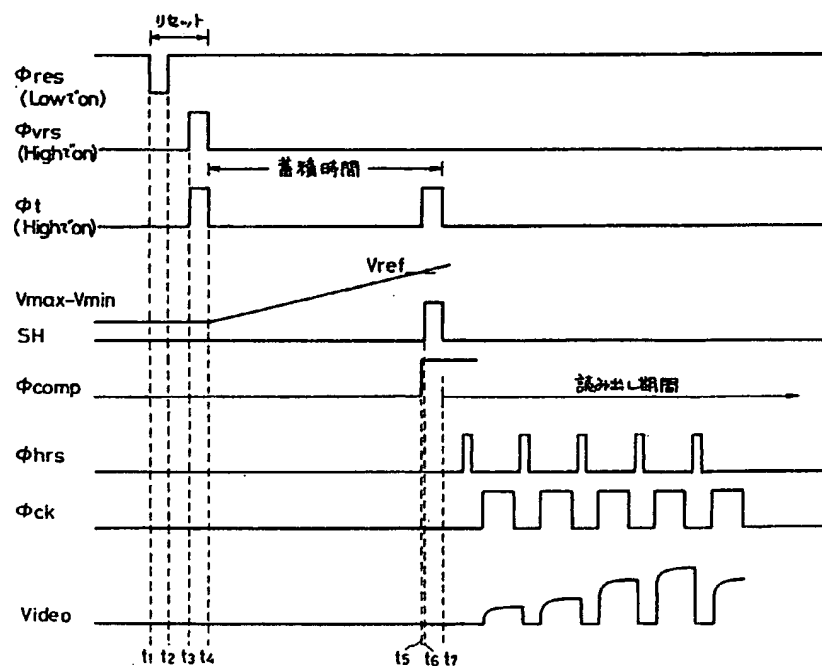 リセット
Φres
(Lowでon)
Φvrs
(Highでon)
蓄積時間
Φt
(Highでon)
Vref
Vmax-Vmin
SH
Φcomp
読み出し期間
Φhrs
Φck
Video
t1 t2 t3 t4 t5 t6 t7